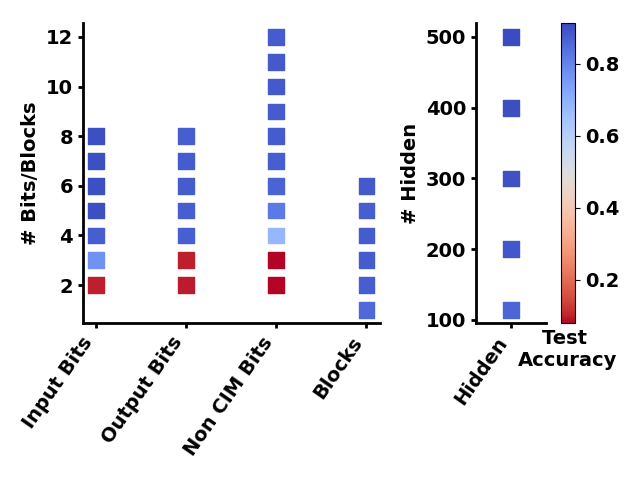 # Bits/Blocks
12
10
8
6
4
2
Input Bits
Output Bits
Non CIM Bits
Blocks
# Hidden
500
400
300
200
100
Hidden
0.8
0.6
0.4
0.2
Test
Accuracy